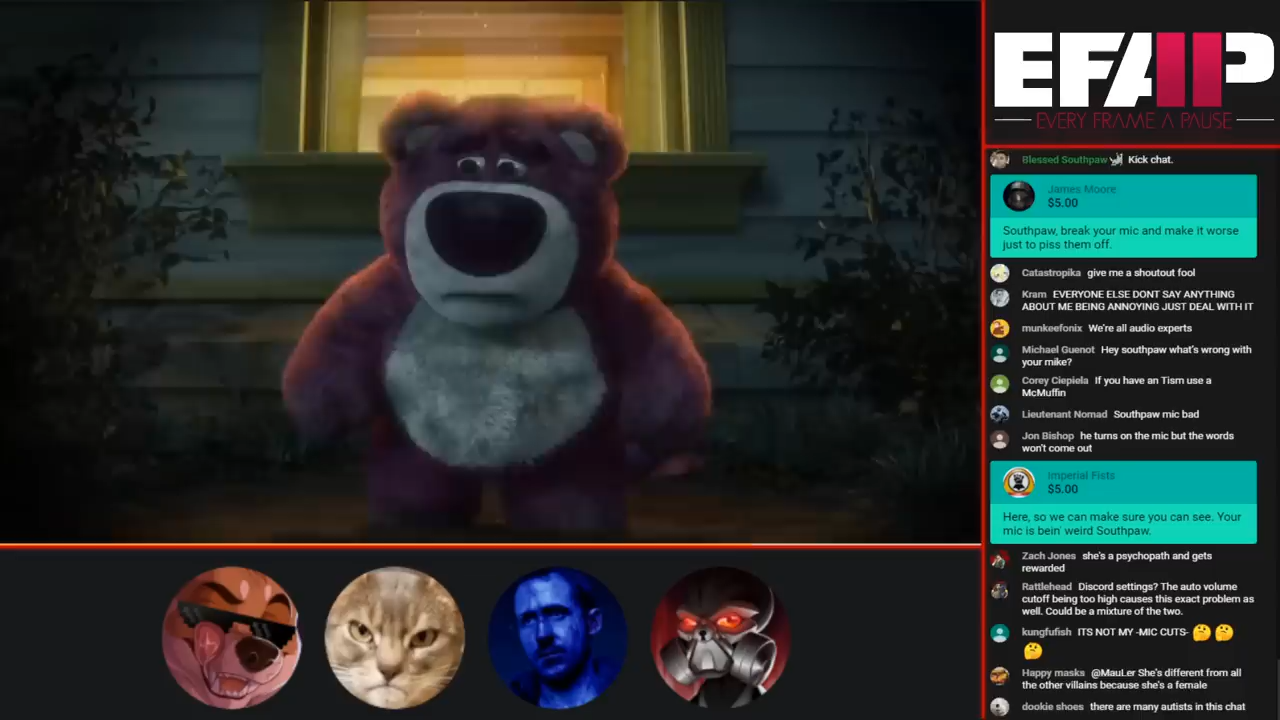 EFAP
EVERY FRAME A PAUSE
Blessed Southpaw Kick chat.
James Moore
$5.00
Southpaw, break your mic and make it worse
just to piss them off.
Catastropika give me a shoutout fool
Kram EVERYONE ELSE DONT SAY ANYTHING
ABOUT ME BEING ANNOYING JUST DEAL WITH IT
munkeefonix We're all audio experts
Michael Guenot Hey southpaw what's wrong with
your mike?
Corey Ciepiela If you have an Tism use a
McMuffin
Lieutenant Nomad Southpaw mic bad
Jon Bishop he turns on the mic but the words
won't come out
Imperial Fists
$5.00
Here, so we can make sure you can see. Your
mic is bein' weird Southpaw.
Zach Jones she's a psychopath and gets
rewarded
Rattlehead Discord settings? The auto volume
cutoff being too high causes this exact problem as
well. Could be a mixture of the two.
kungfufish ITS NOT MY -MIC CUTS- 🤔 🤔
🤔
Happy masks @MauLer She's different from all
the other villains because she's a female
dookie shoes there are many autists in this chat